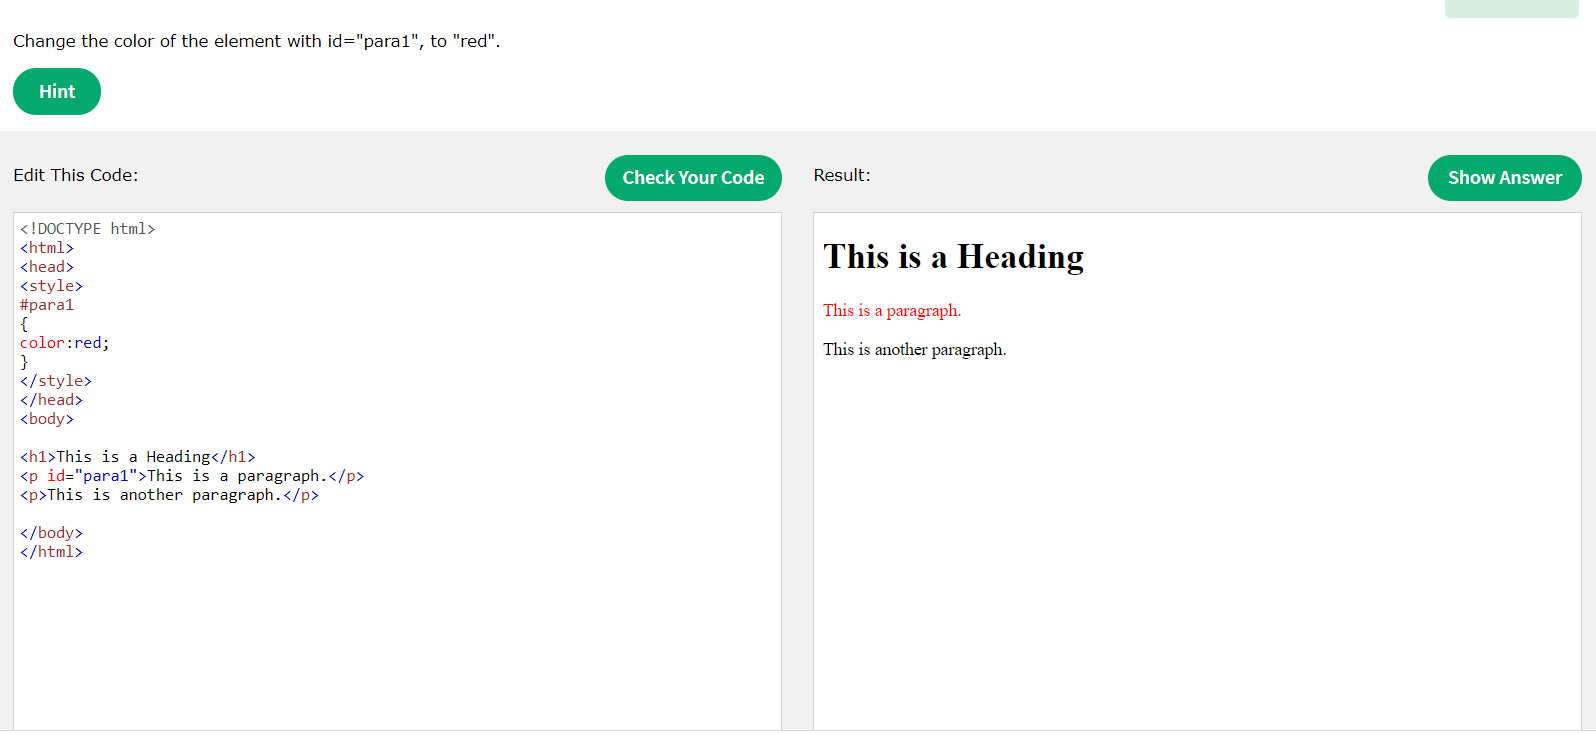 Change the color of the element with id="para1", to "red".
Hint
Edit This Code:
Check Your Code
<!DOCTYPE html>
<html>
<head>
<style>
#para1
{
color:red;
}
</style>
</head>
<body>
<h1>This is a Heading</h1>
<p id="para1">This is a paragraph.</p>
<p>This is another paragraph.</p>
</body>
</html>
Result:
Show Answer
This is a Heading
This is a paragraph.
This is another paragraph.